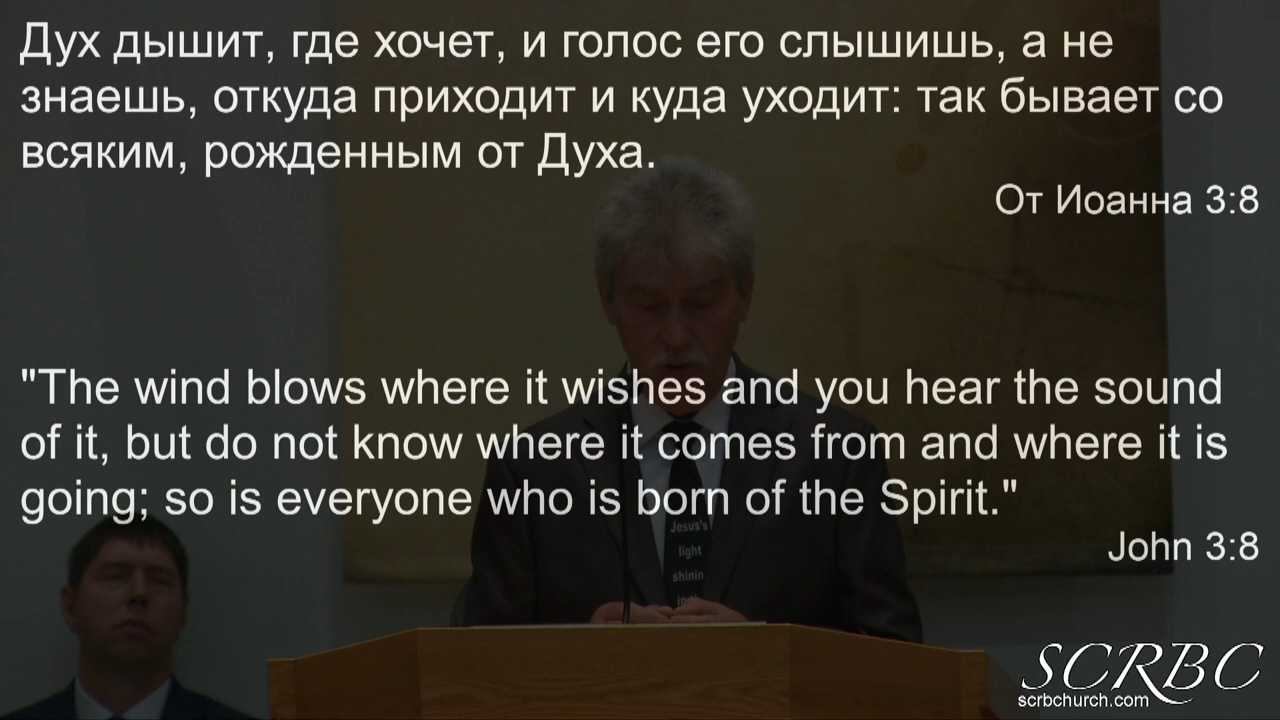 Дух дышит, где хочет, и голос его слышишь, а не
знаешь, откуда приходит и куда уходит: так бывает со
всяким, рожденным от Духа.
От Иоанна 3:8
"The wind blows where it wishes and you hear the sound
of it, but do not know where it comes from and where it is
going; so is everyone who is born of the Spirit."
John 3:8
Jesus's
light
shinin
SCRBC
scrbchurch.com